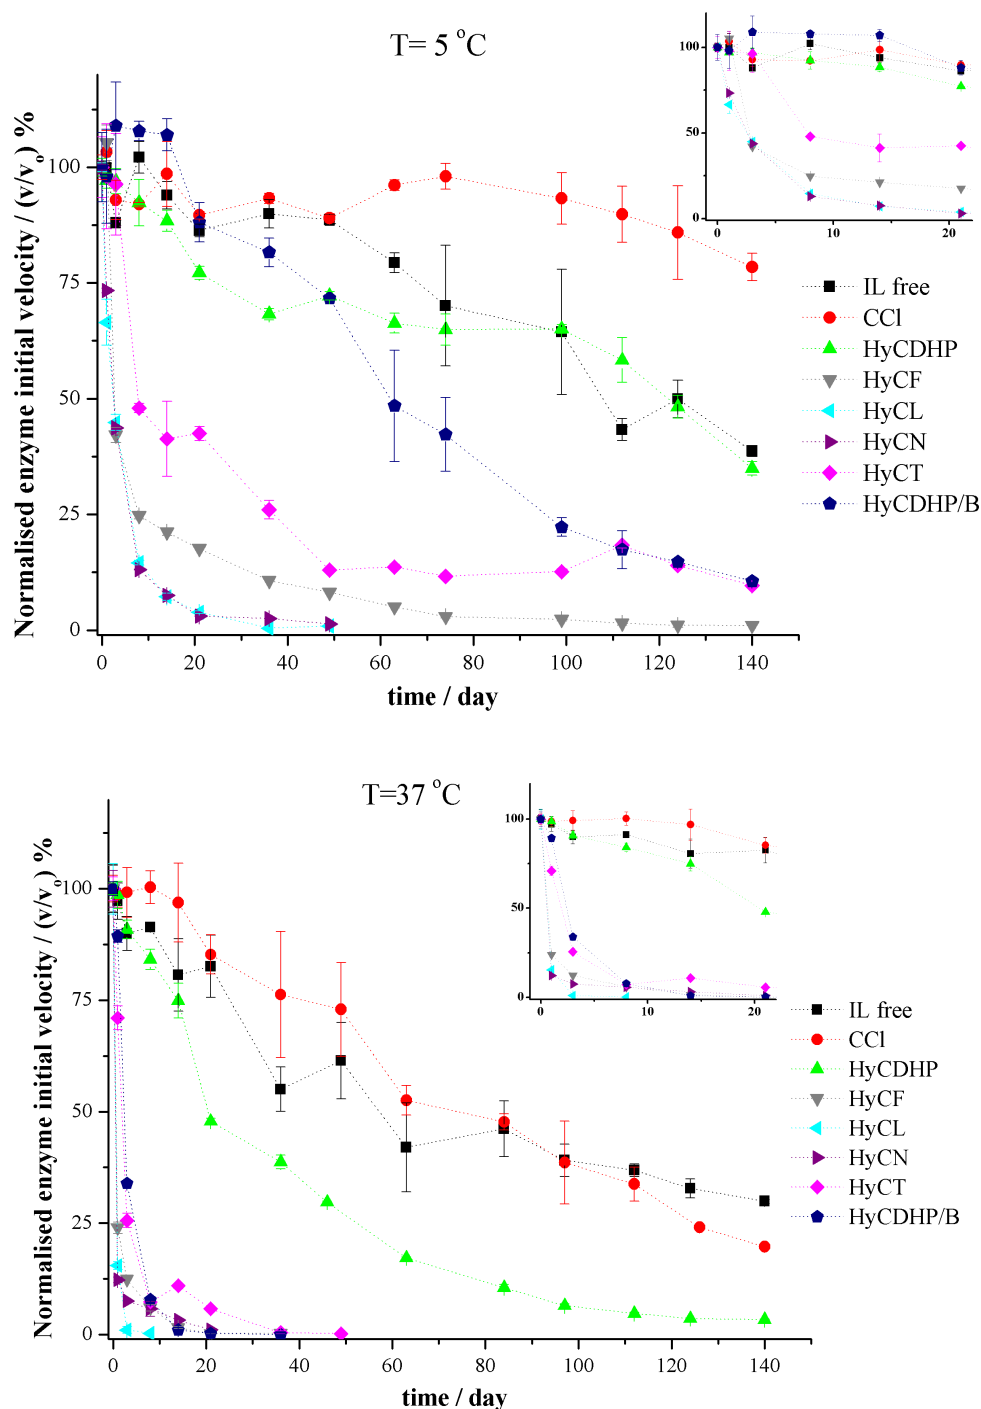 T= 5 °C
Normalised enzyme initial velocity / (v/vo) %
100
75
50
25
0
0
20
40
60
80
100
120
140
time / day
100
50
0
0
10
20
IL free
CCl
HyCDHP
HyCF
HyCL
HyCN
HyCT
HyCDHP/B
T=37 °C
Normalised enzyme initial velocity / (v/vo) %
100
75
50
25
0
0
20
40
60
80
100
120
140
time / day
100
50
0
0
10
20
IL free
CCl
HyCDHP
HyCF
HyCL
HyCN
HyCT
HyCDHP/B